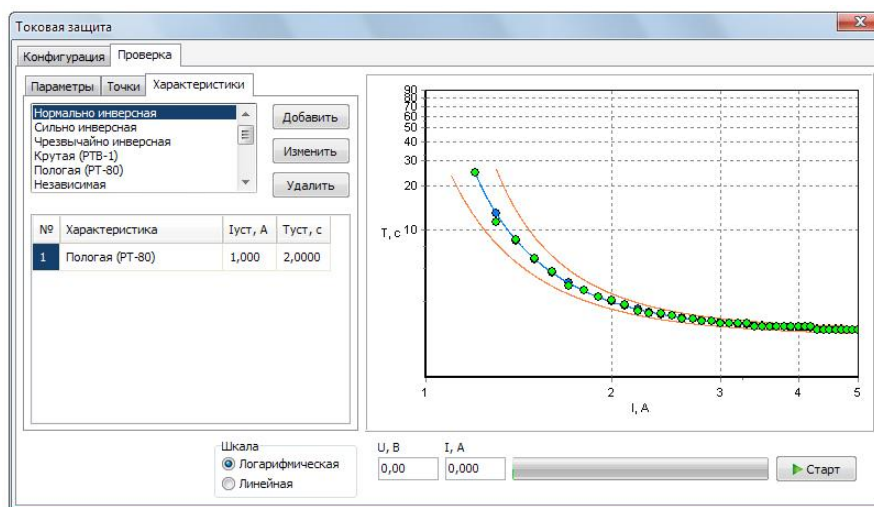 Токовая защита
Конфигурация
Проверка
Параметры
Точки
Характеристики
Нормально инверсная
Сильно инверсная
Чрезвычайно инверсная
Крутая (РТВ-1)
Пологая (РТ-80)
Независимая
Добавить
Изменить
Удалить
№ Характеристика Iуст, А Tуст, с
1 Пологая (РТ-80) 1,000 2,0000
90
80
70
60
50
40
30
20
T, с 10
1 2 3 4 5
I, А
Шкала
Логарифмическая
Линейная
U, В I, А
0,00 0,000
Старт